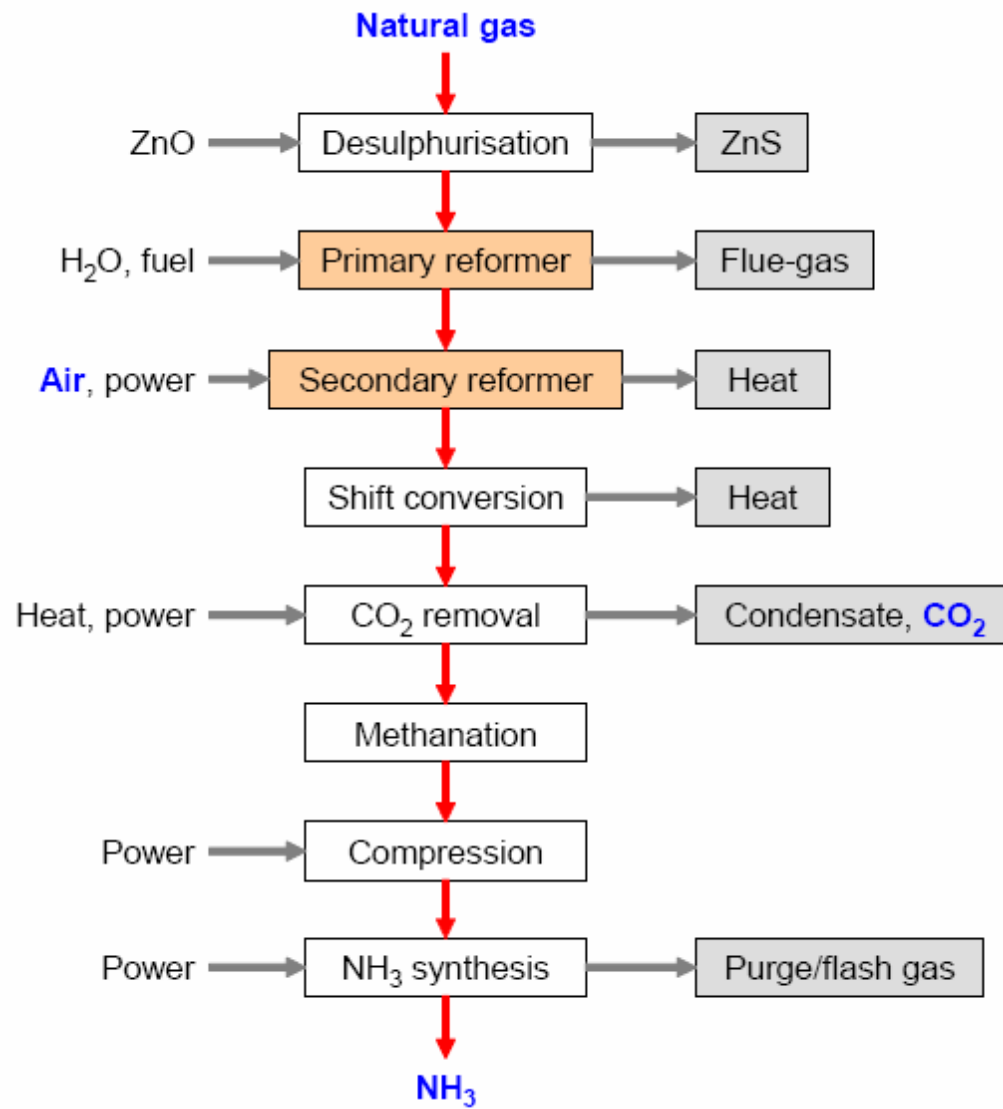 Natural gas
ZnO
Desulphurisation
ZnS
H₂O, fuel
Primary reformer
Flue-gas
Air, power
Secondary reformer
Heat
Shift conversion
Heat
Heat, power
CO₂ removal
Condensate, CO₂
Methanation
Power
Compression
Power
NH₃ synthesis
Purge/flash gas
NH₃